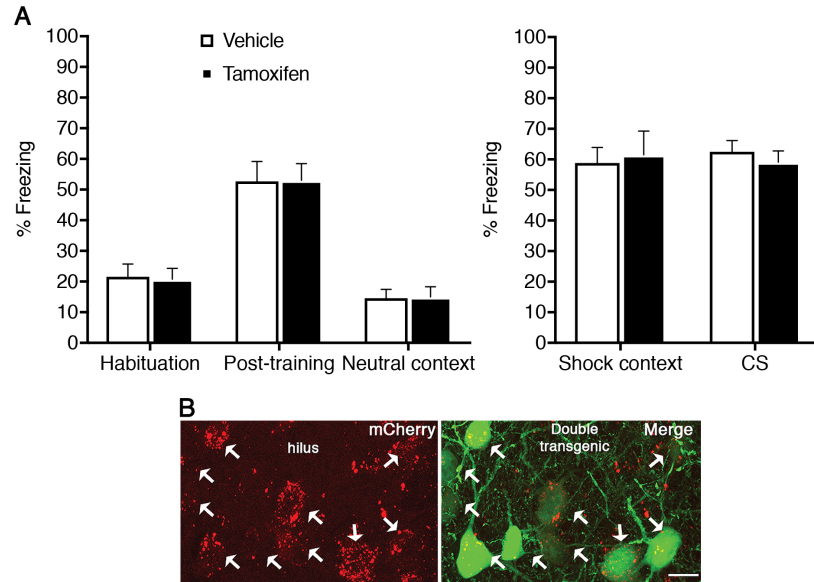 A
Vehicle
Tamoxifen
% Freezing
100
90
80
70
60
50
40
30
20
10
0
Habituation
Post-training
Neutral context
% Freezing
100
90
80
70
60
50
40
30
20
10
0
Shock context
CS
B
hilus
mCherry
Double
transgenic
Merge